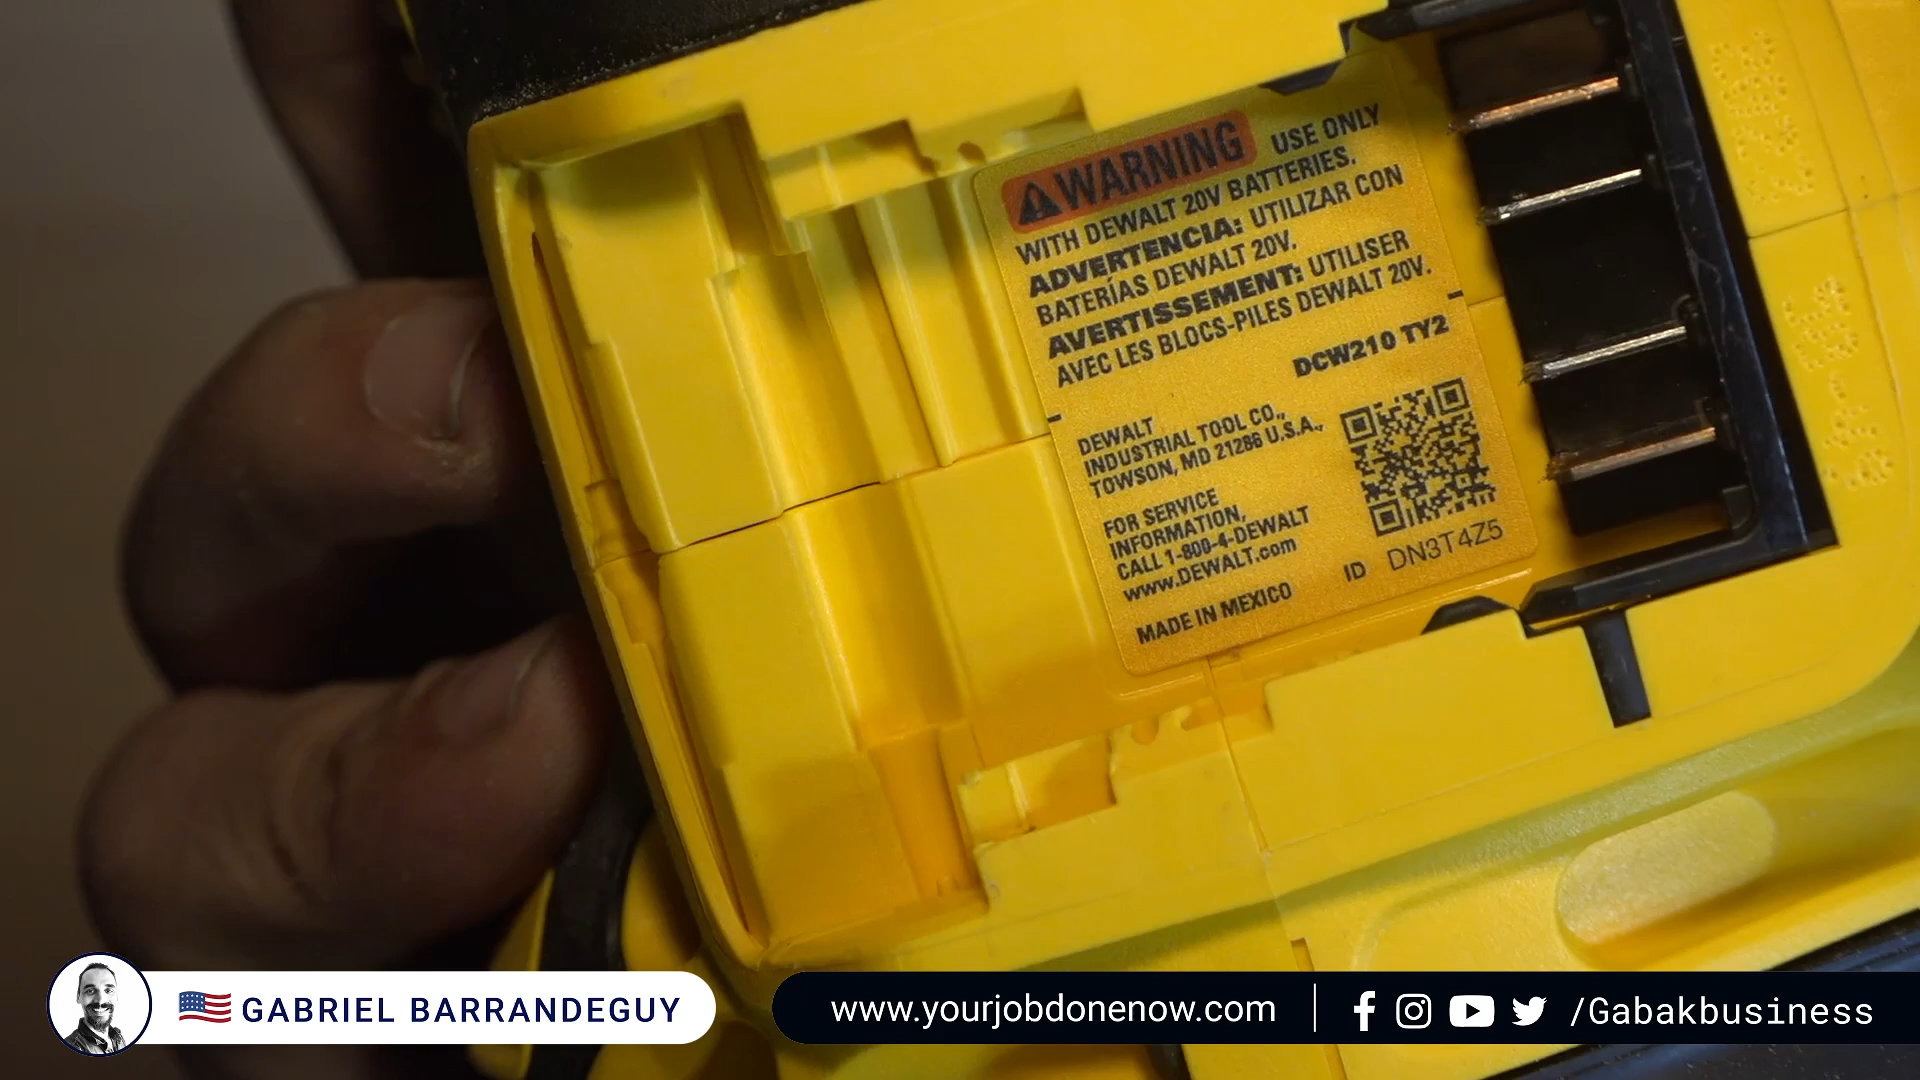 ⚠WARNING USE ONLY
WITH DEWALT 20V BATTERIES.
ADVERTENCIA: UTILIZAR CON
BATERÍAS DEWALT 20V.
AVERTISSEMENT: UTILISER
AVEC LES BLOCS-PILES DEWALT 20V.
DCW210 TY2
DEWALT
INDUSTRIAL TOOL CO.,
TOWSON, MD 21286 U.S.A.,
FOR SERVICE
INFORMATION,
CALL 1-800-4-DEWALT
www.DEWALT.com
MADE IN MEXICO
ID DN3T4Z5
GABRIEL BARRANDEGUY
www.yourjobdonenow.com
/Gabakbusiness